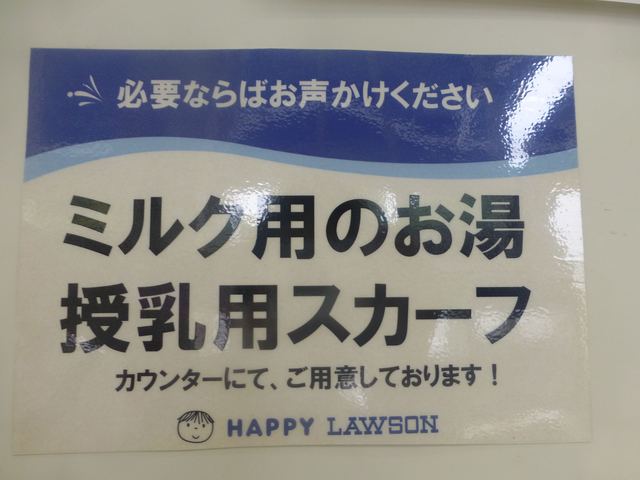 必要ならばお声かけください
ミルク用のお湯
授乳用スカーフ
カウンターにて、ご用意しております！
HAPPY LAWSON